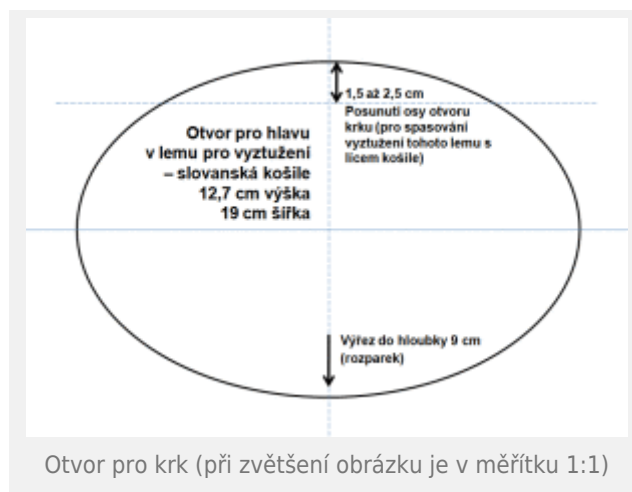 1,5 až 2,5 cm
Posunutí osy otvoru
krku (pro spasování
vyztužení tohoto lemu s
lícem košile)
Otvor pro hlavu
v lemu pro vyztužení
– slovanská košile
12,7 cm výška
19 cm šířka
Výřez do hloubky 9 cm
(rozparek)
Otvor pro krk (při zvětšení obrázku je v měřítku 1:1)